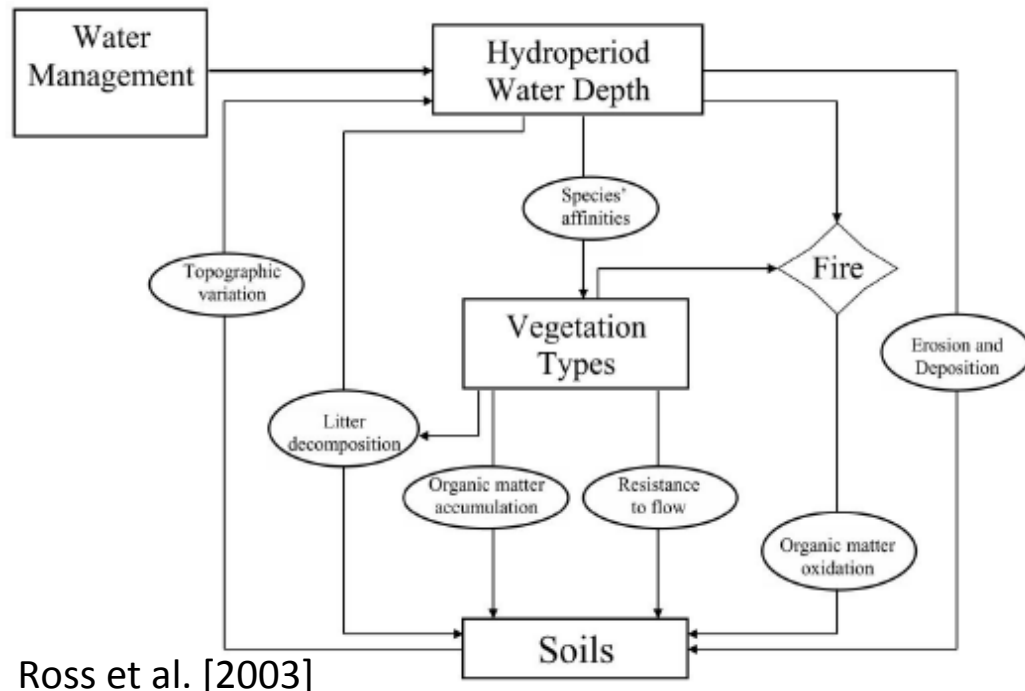 Water
Management
Hydroperiod
Water Depth
Species'
affinities
Topographic
variation
Fire
Vegetation
Types
Erosion and
Deposition
Litter
decomposition
Organic matter
accumulation
Resistance
to flow
Organic matter
oxidation
Soils
Ross et al. [2003]